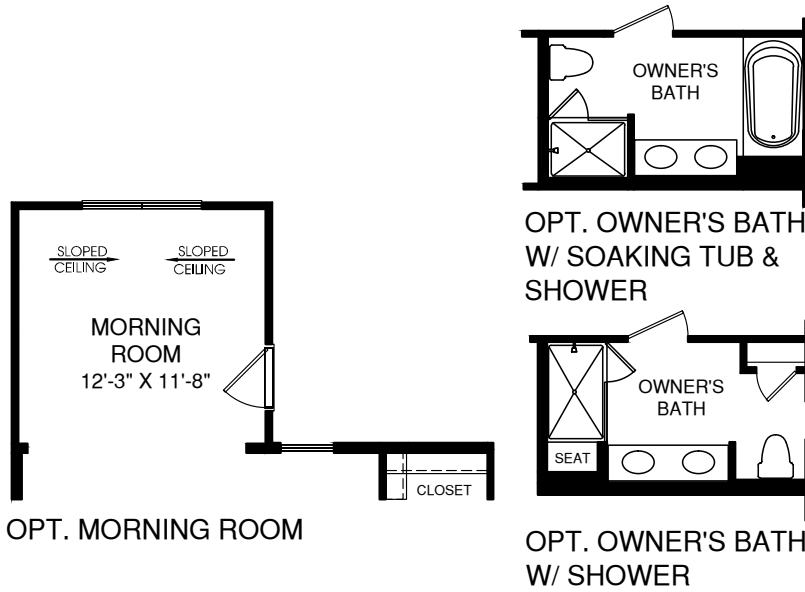 SLOPED
CEILING
SLOPED
CEILING
MORNING
ROOM
12'-3" X 11'-8"
CLOSET
OPT. MORNING ROOM
OWNER'S
BATH
OPT. OWNER'S BATH
W/ SOAKING TUB &
SHOWER
OWNER'S
BATH
SEAT
OPT. OWNER'S BATH
W/ SHOWER